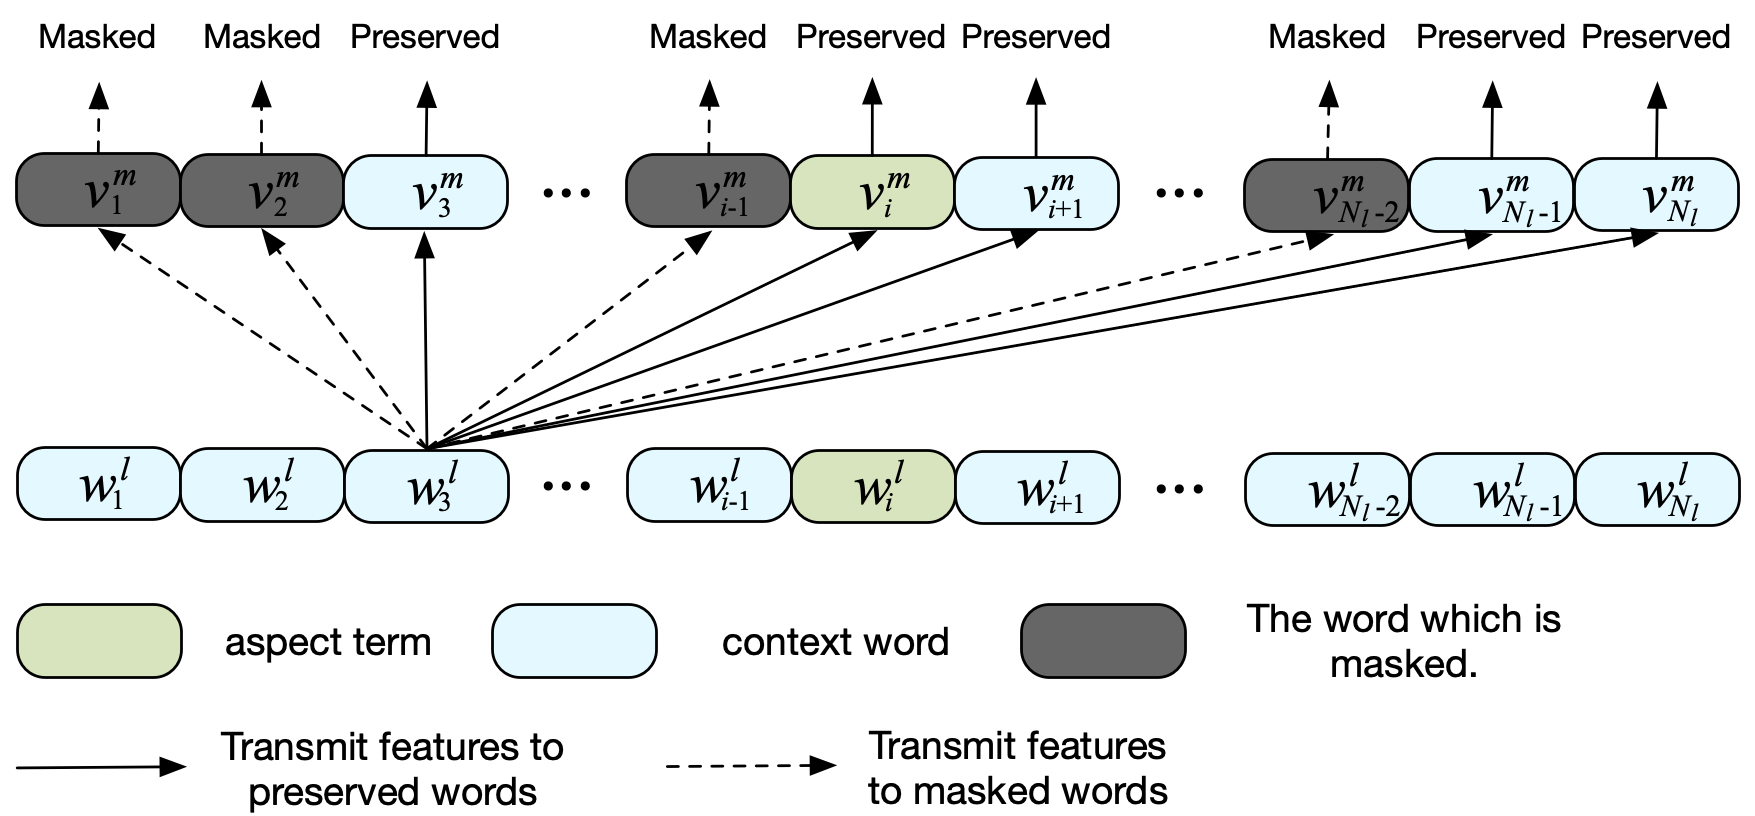 Masked Masked Preserved Masked Preserved Preserved Masked Preserved Preserved
v_1^m v_2^m v_3^m ... v_{i-1}^m v_i^m v_{i+1}^m ... v_{N_l-2}^m v_{N_l-1}^m v_{N_l}^m
w_1^l w_2^l w_3^l ... w_{i-1}^l w_i^l w_{i+1}^l ... w_{N_l-2}^l w_{N_l-1}^l w_{N_l}^l
aspect term
context word
The word which is
masked.
Transmit features to
preserved words
Transmit features
to masked words